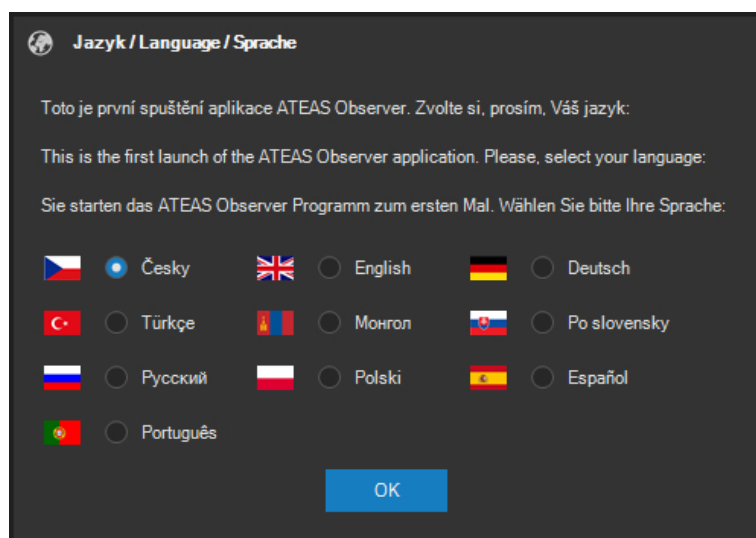 Jazyk / Language / Sprache
Toto je první spuštění aplikace ATEAS Observer. Zvolte si, prosím, Váš jazyk:
This is the first launch of the ATEAS Observer application. Please, select your language:
Sie starten das ATEAS Observer Programm zum ersten Mal. Wählen Sie bitte Ihre Sprache:
Česky English Deutsch
Türkçe Монгол Po slovensky
Русский Polski Español
Português
OK